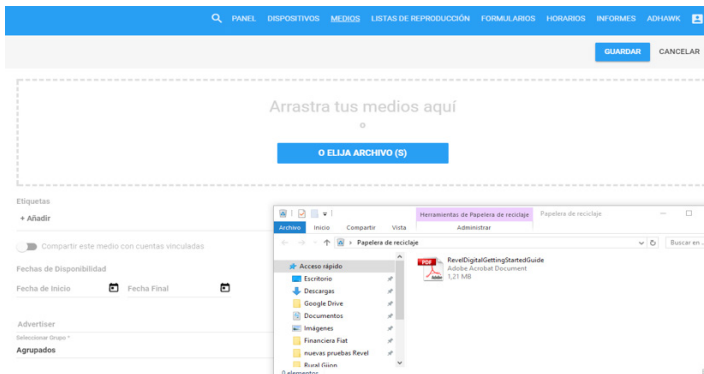 PANEL DISPOSITIVOS MEDIOS LISTAS DE REPRODUCCIÓN FORMULARIOS HORARIOS INFORMES ADHAWK
GUARDAR CANCELAR
Arrastra tus medios aquí
o
O ELIJA ARCHIVO (S)
Etiquetas
+ Añadir
Compartir este medio con cuentas vinculadas
Fechas de Disponibilidad
Fecha de Inicio Fecha Final
Advertiser
Seleccionar Grupo *
Agrupados
Herramientas de Papelera de reciclaje Papelera de reciclaje
Archivo Inicio Compartir Vista Administrar
Papelera de reciclaje Buscar en ...
Acceso rápido
Escritorio
Descargas
Google Drive
Documentos
Imágenes
Financiera Fiat
nuevas pruebas Revel
Rural Gijon
0 elementos
PDF
Adobe
RevelDigitalGettingStartedGuide
Adobe Acrobat Document
1,21 MB